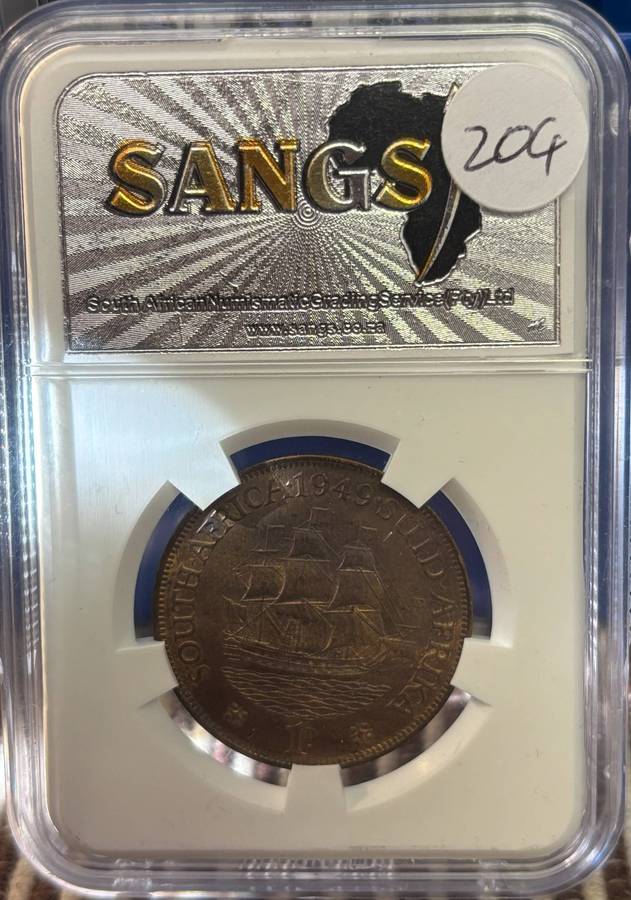 SANGS
204
South African Numismatic Grading Service (Pty) Ltd
www.sangs.co.za
SOUTH AFRICA 1949 SUID-AFRIKA
1D